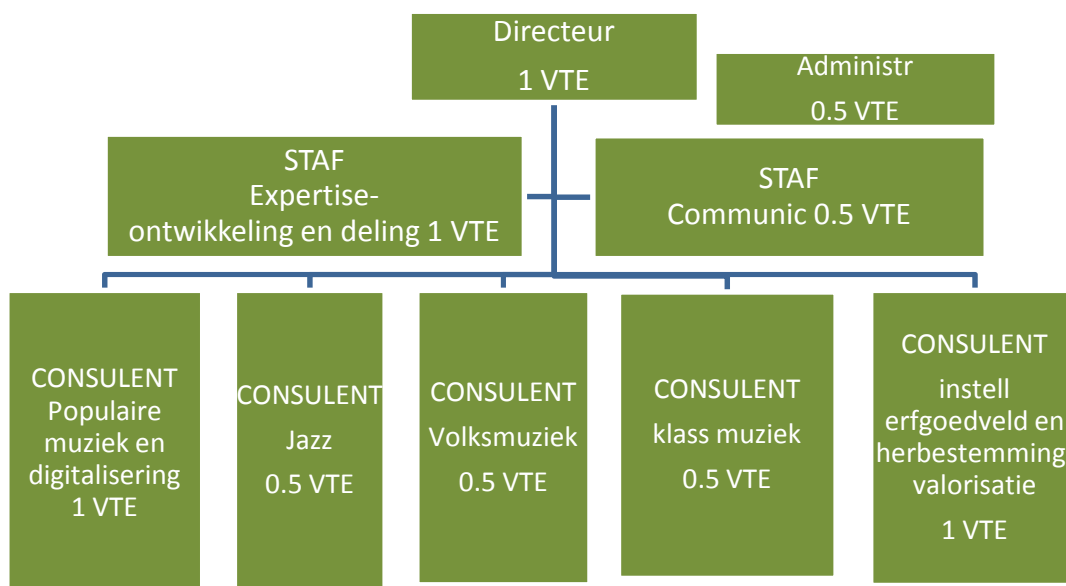 Directeur
1 VTE
Administr
0.5 VTE
STAF
Expertise-
ontwikkeling en deling 1 VTE
STAF
Communic 0.5 VTE
CONSULENT
Populaire
muziek en
digitalisering
1 VTE
CONSULENT
Jazz
0.5 VTE
CONSULENT
Volksmuziek
0.5 VTE
CONSULENT
klass muziek
0.5 VTE
CONSULENT
instell
erfgoedveld en
herbestemming
valorisatie
1 VTE